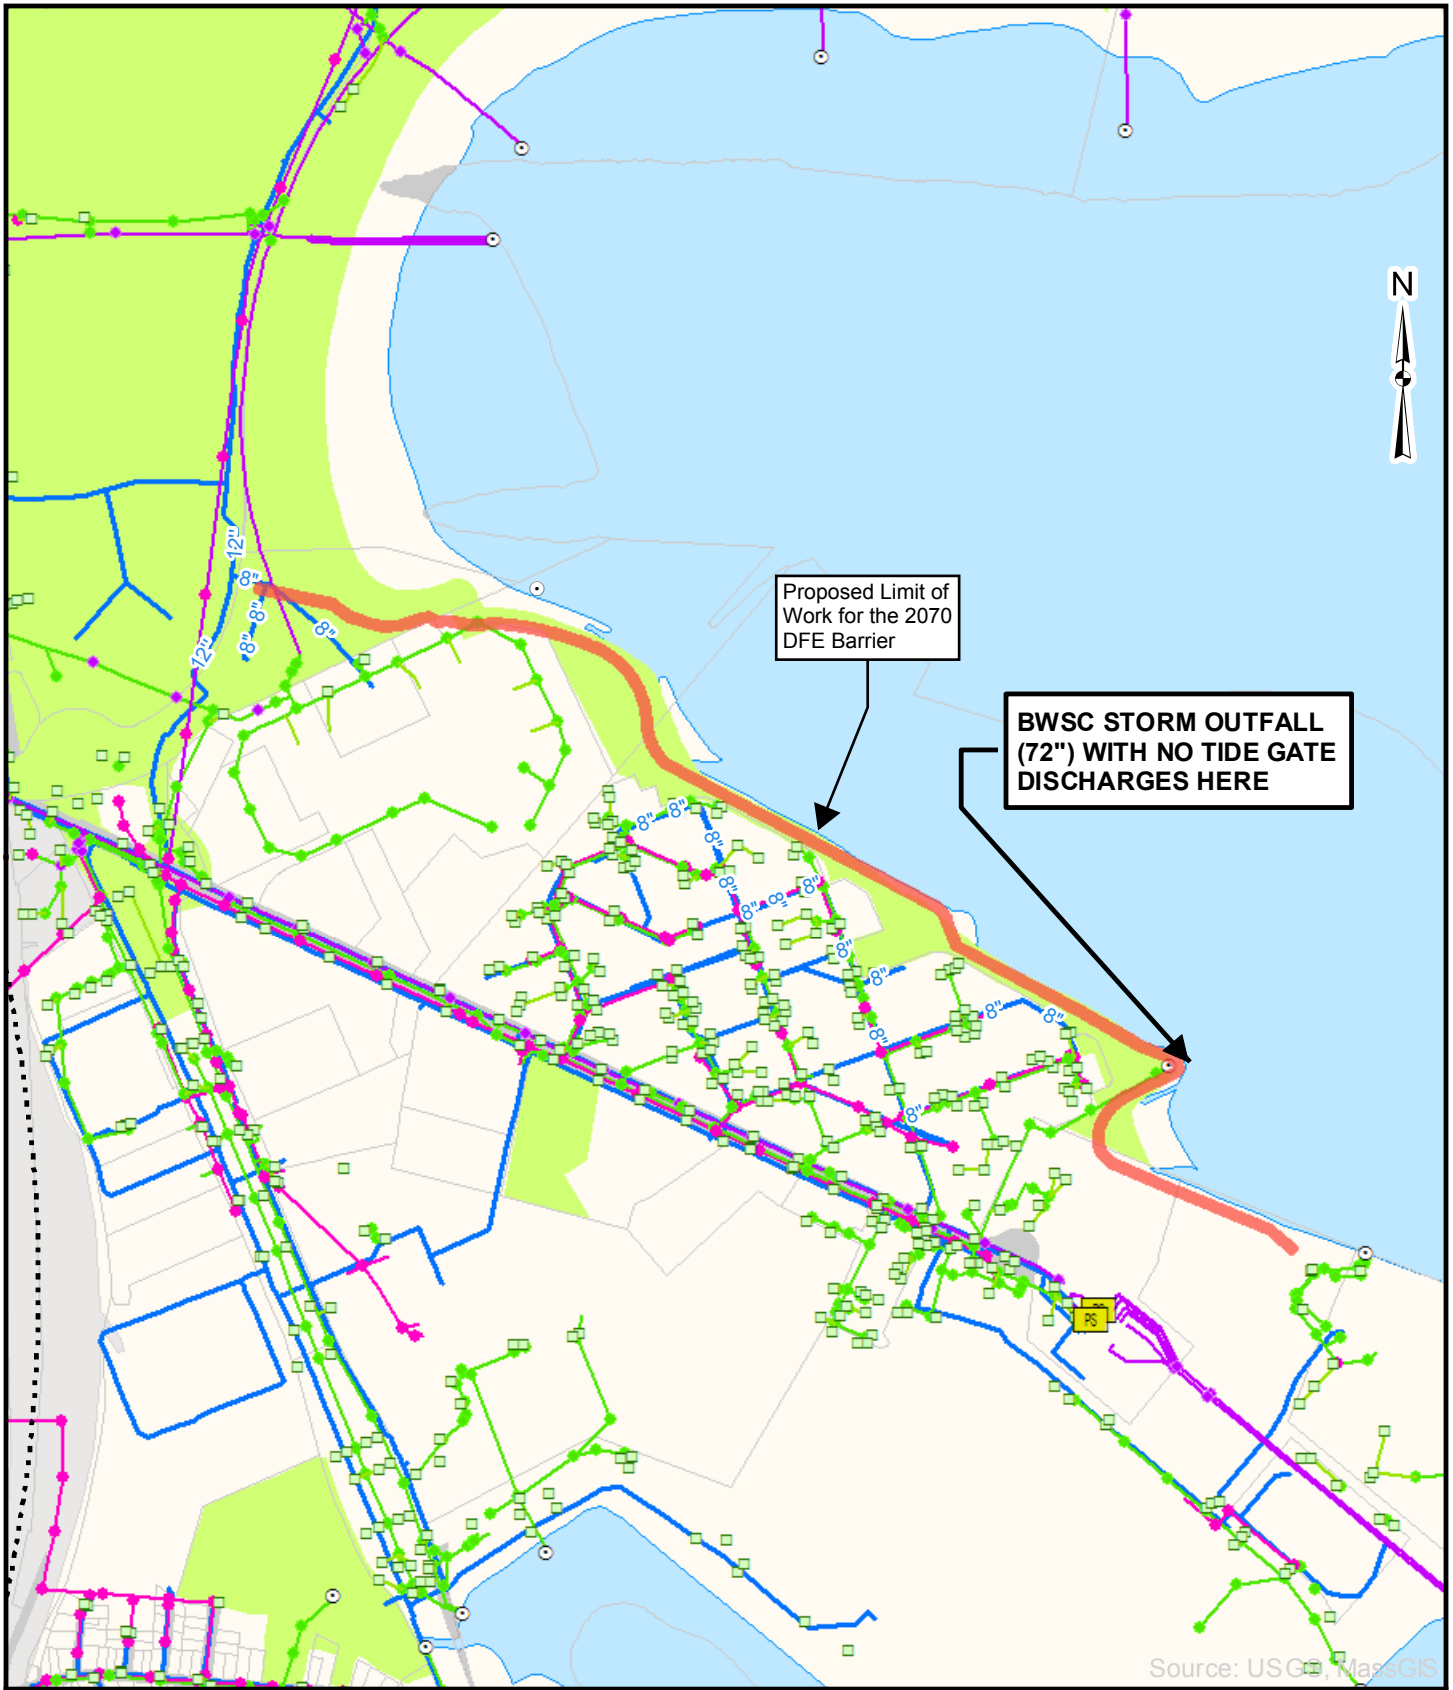 N
12"
8"
8"
8"
8"
12"
Proposed Limit of
Work for the 2070
DFE Barrier
BWSC STORM OUTFALL
(72") WITH NO TIDE GATE
DISCHARGES HERE
8"
8"
8"
8"
8"
8"
8"
8"
8"
8"
8"
8"
8"
PS
Source: USGS, MassGIS